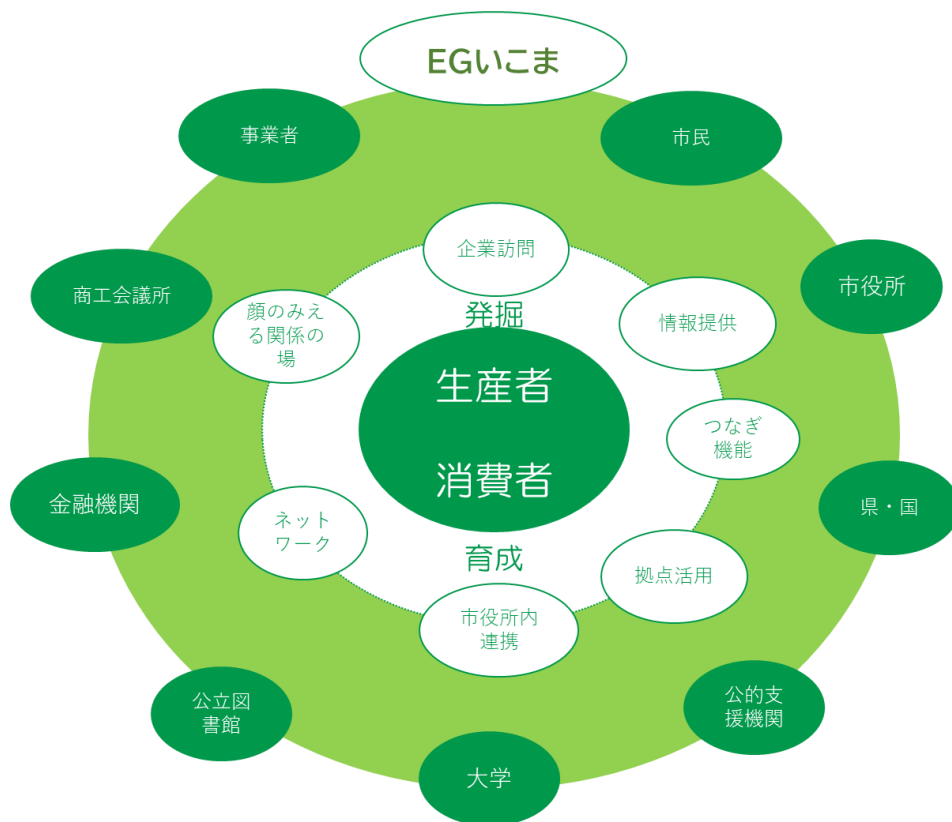 EGいこま
事業者
市民
企業訪問
市役所
商工会議所
顔のみえ
る関係の
場
発掘
情報提供
生産者
つなぎ
機能
消費者
金融機関
県・国
ネット
ワーク
育成
拠点活用
市役所内
連携
公立図
書館
公的支
援機関
大学